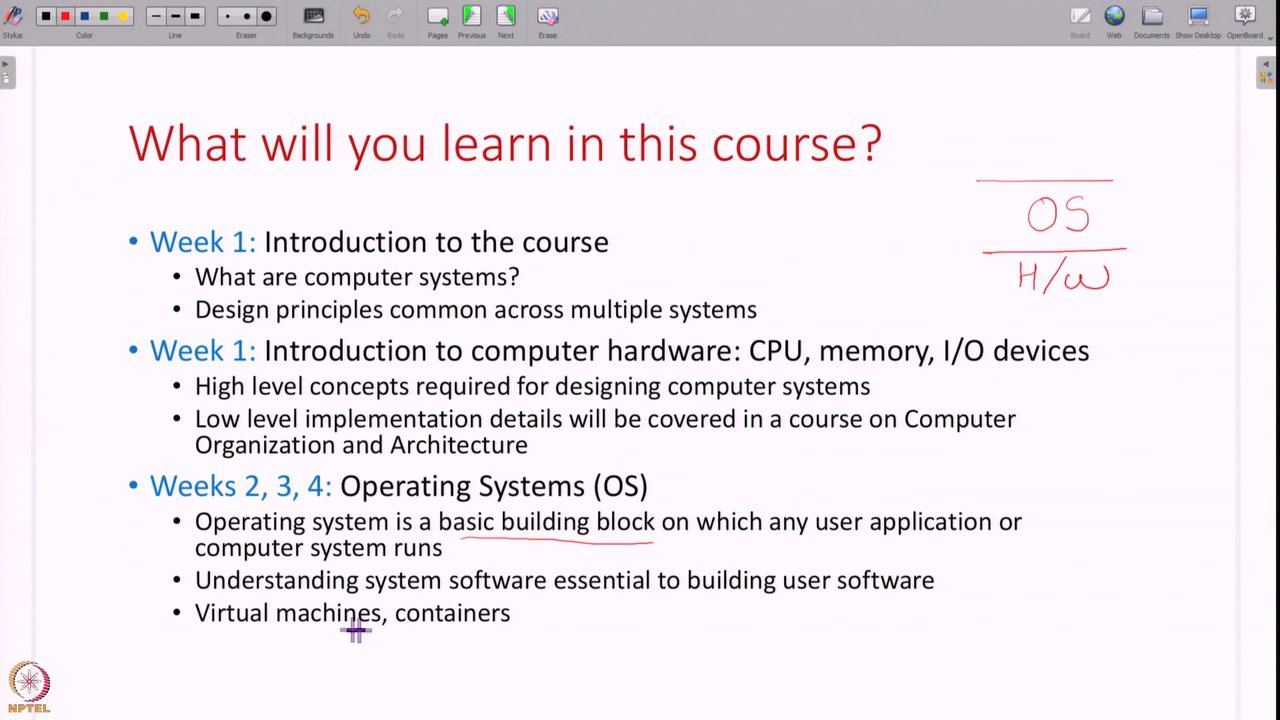 Stylus
Color
Line
Eraser
Backgrounds
Undo
Redo
Pages
Previous
Next
Erase
Board
Web
Documents
Show Desktop
OpenBoard
What will you learn in this course?
OS
H/W
• Week 1: Introduction to the course
• What are computer systems?
• Design principles common across multiple systems
• Week 1: Introduction to computer hardware: CPU, memory, I/O devices
• High level concepts required for designing computer systems
• Low level implementation details will be covered in a course on Computer
Organization and Architecture
• Weeks 2, 3, 4: Operating Systems (OS)
• Operating system is a basic building block on which any user application or
computer system runs
• Understanding system software essential to building user software
• Virtual machines, containers
NPTEL